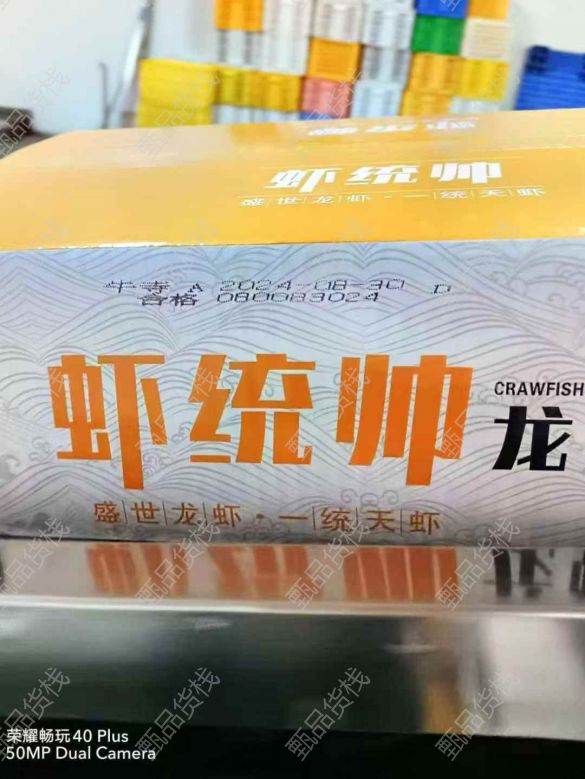 虾统帅
盛世龙虾·一统天虾
半寺 A 2024-08-30 D
合格 080083024
虾统帅
CRAWFISH
龙
盛世龙虾·一统天虾
荣耀畅玩40 Plus
50MP Dual Camera
甄品货栈